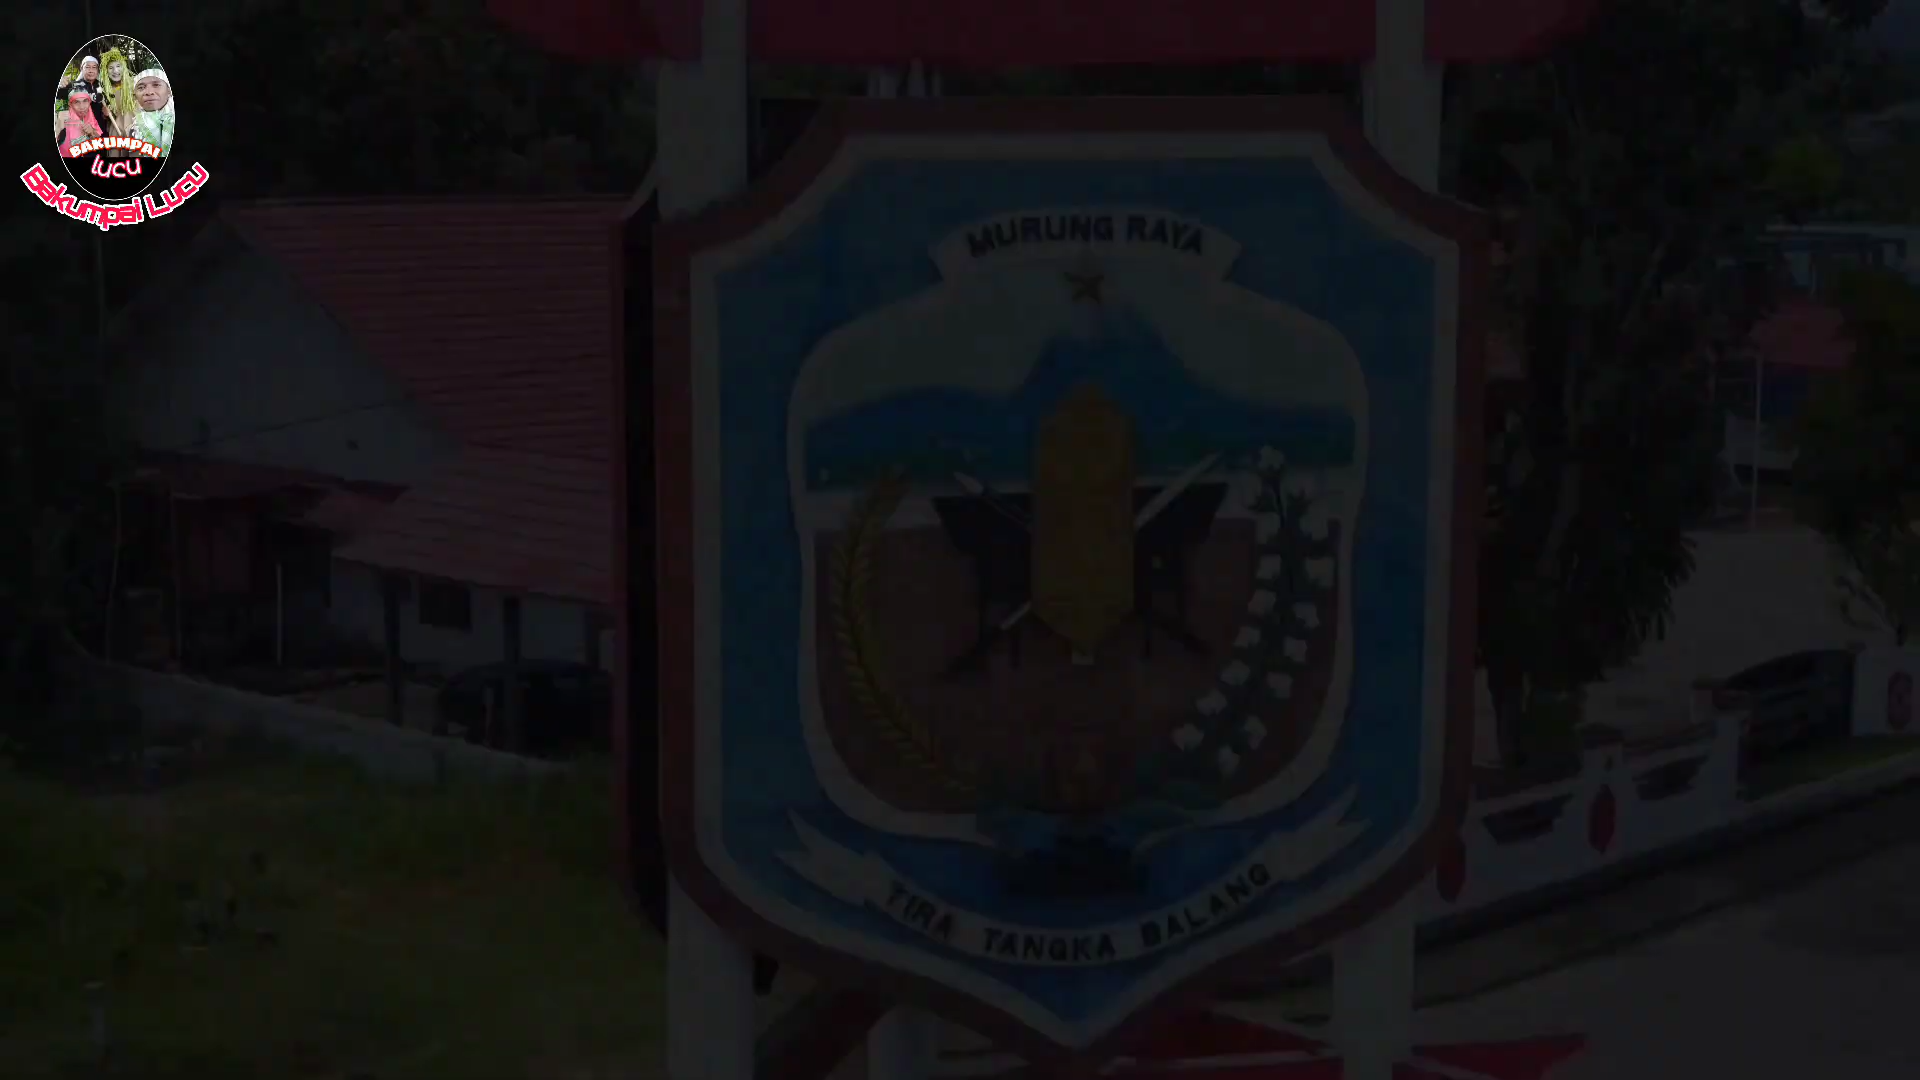 BAKUMPAI
lucu
Bakumpai Lucu
MURUNG RAYA
TIRA TANGKA BALANG